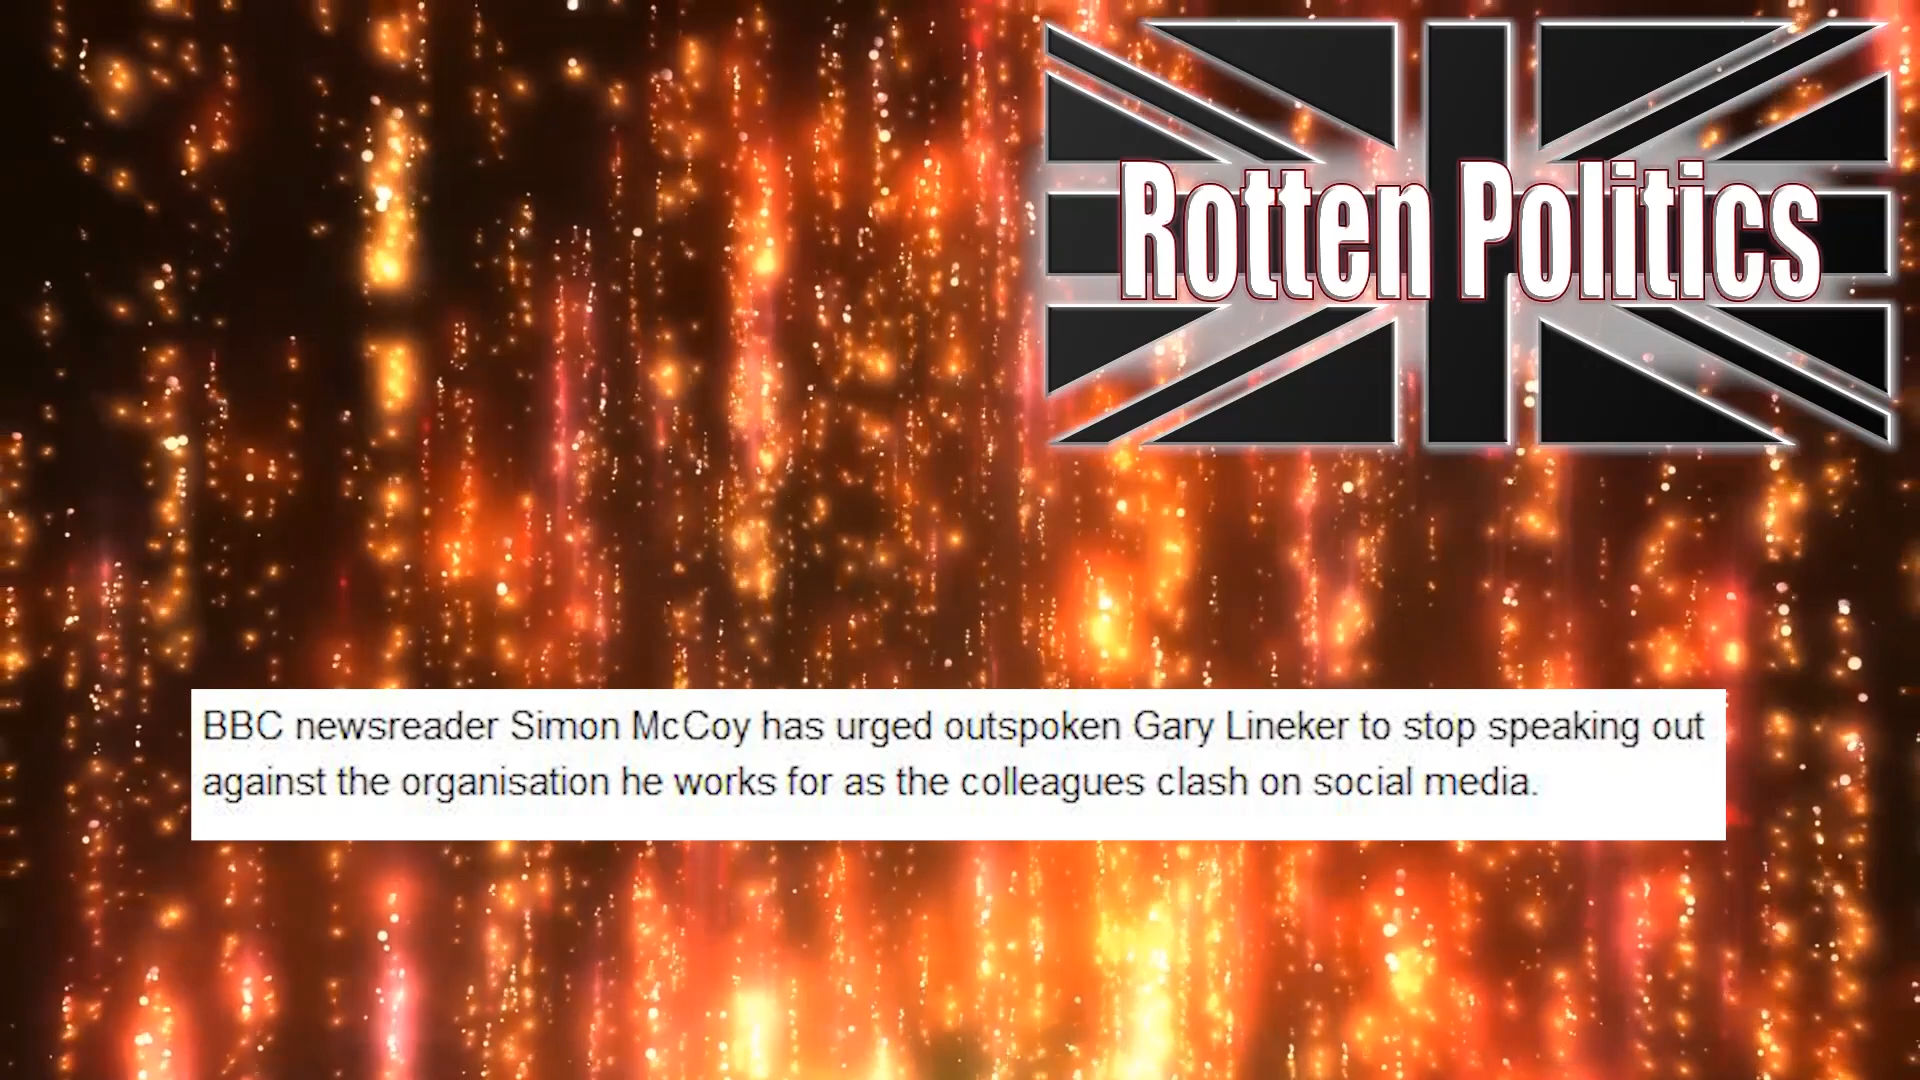 Rotten Politics
BBC newsreader Simon McCoy has urged outspoken Gary Lineker to stop speaking out
against the organisation he works for as the colleagues clash on social media.